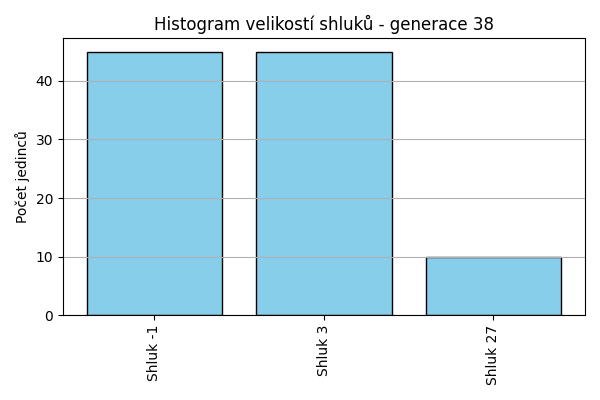 Histogram velikostí shluků - generace 38
Počet jedinců
40
30
20
10
0
Shluk -1
Shluk 3
Shluk 27